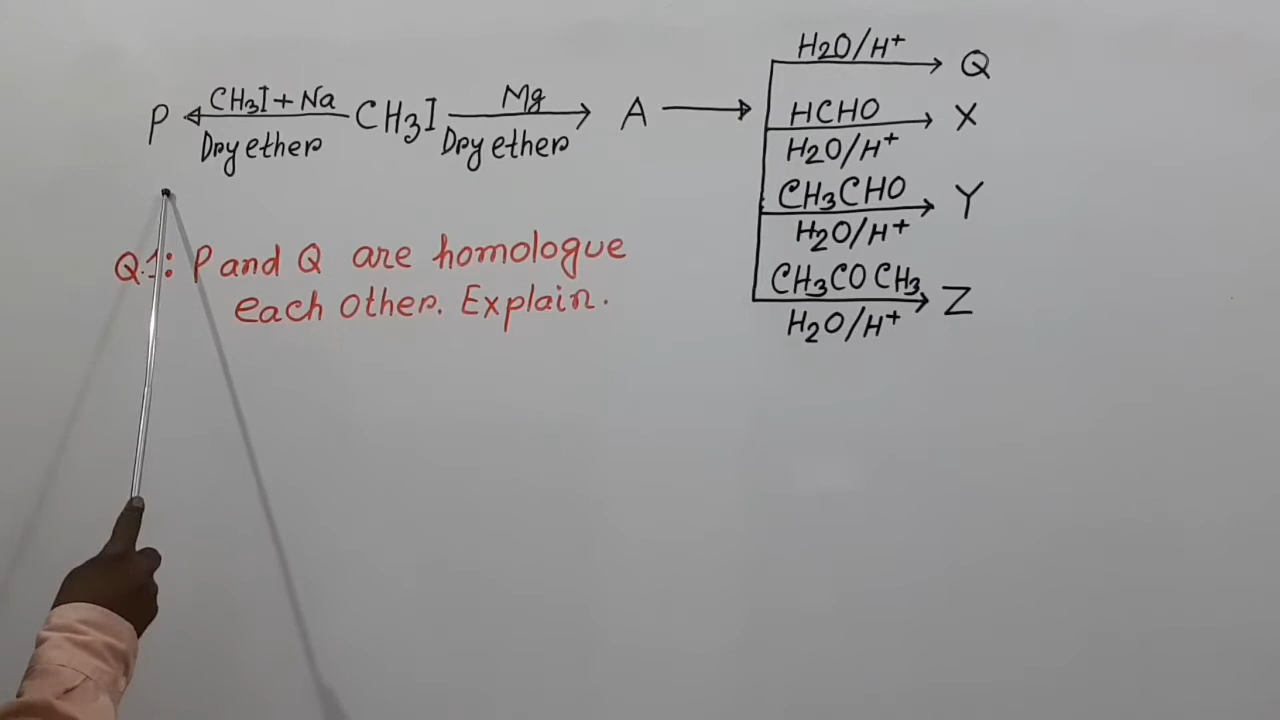 P ← CH3I + Na / Dry ether CH3I Mg / Dry ether → A →
H2O/H+ → Q
HCHO / H2O/H+ → X
CH3CHO / H2O/H+ → Y
CH3COCH3 / H2O/H+ → Z
Q.1: P and Q are homologue
each other. Explain.